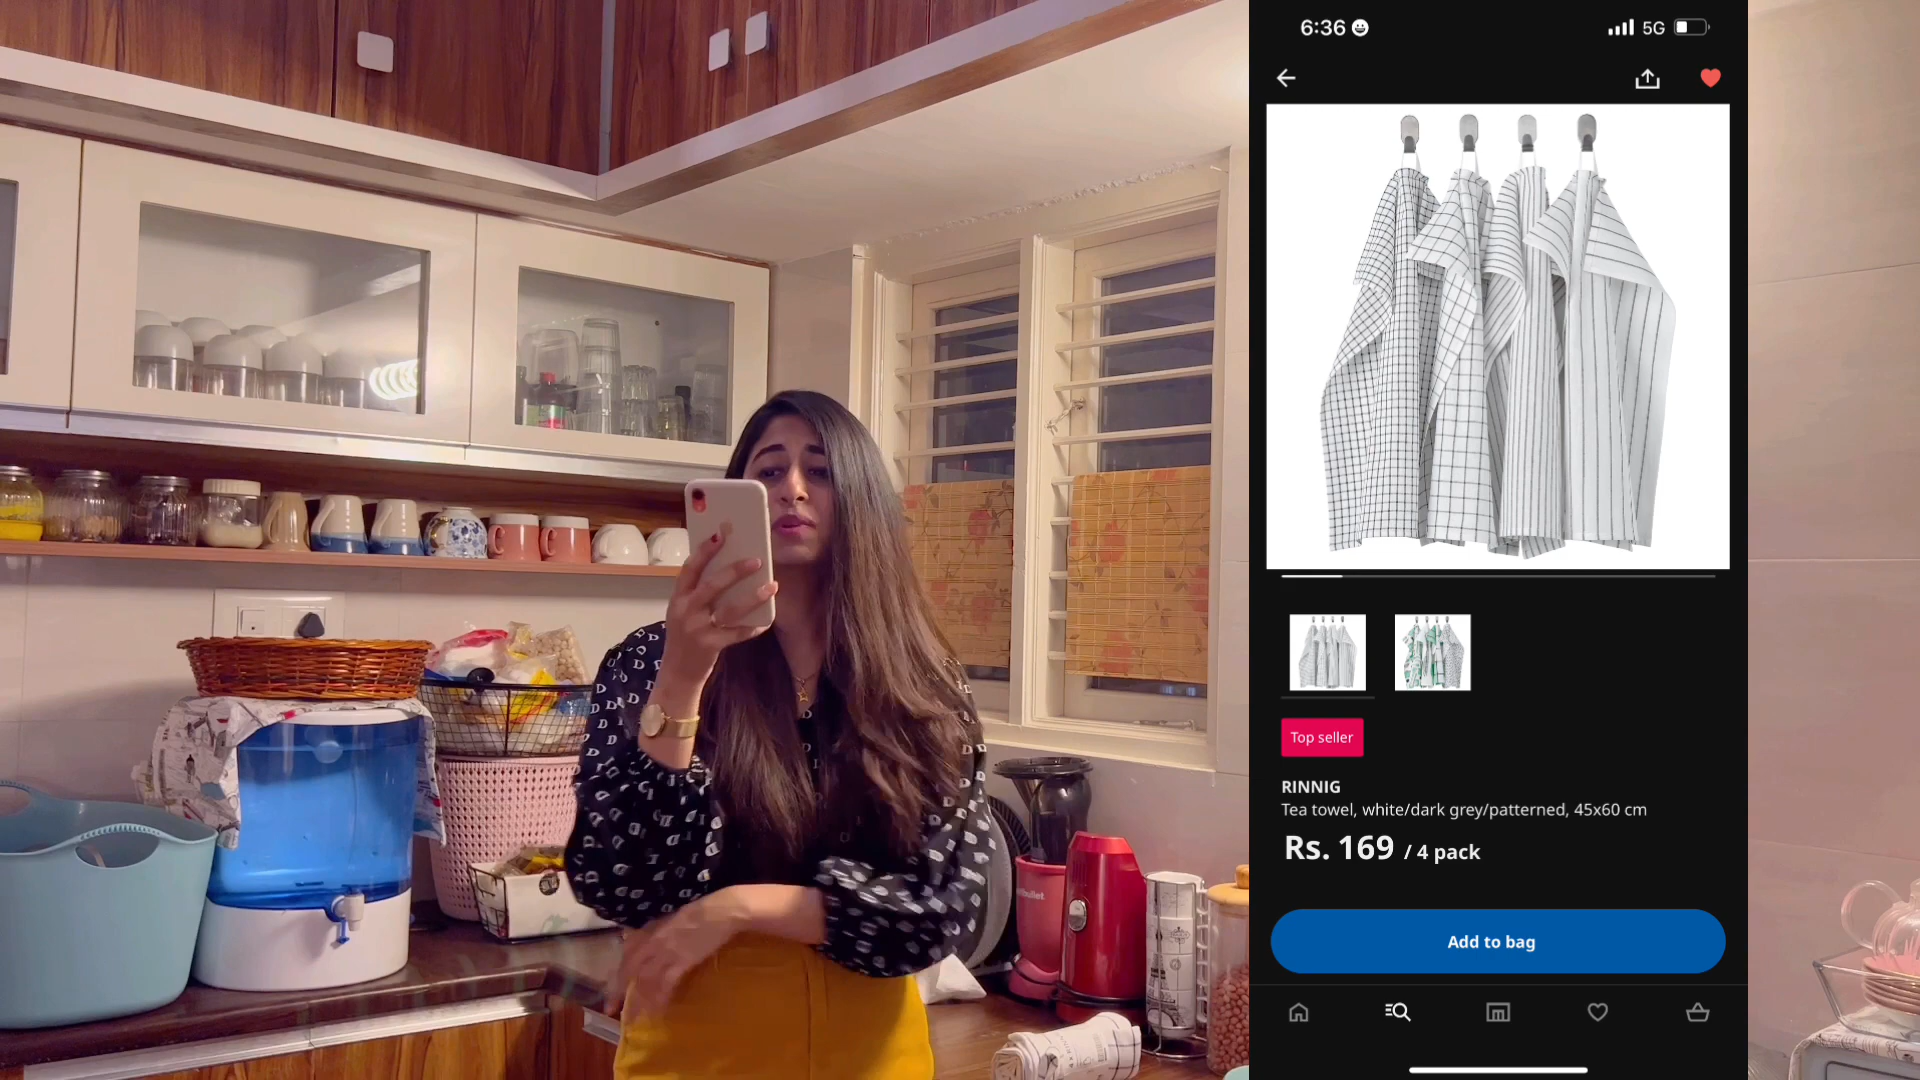 6:36
5G
Top seller
RINNIG
Tea towel, white/dark grey/patterned, 45x60 cm
Rs. 169 / 4 pack
Add to bag
bullet